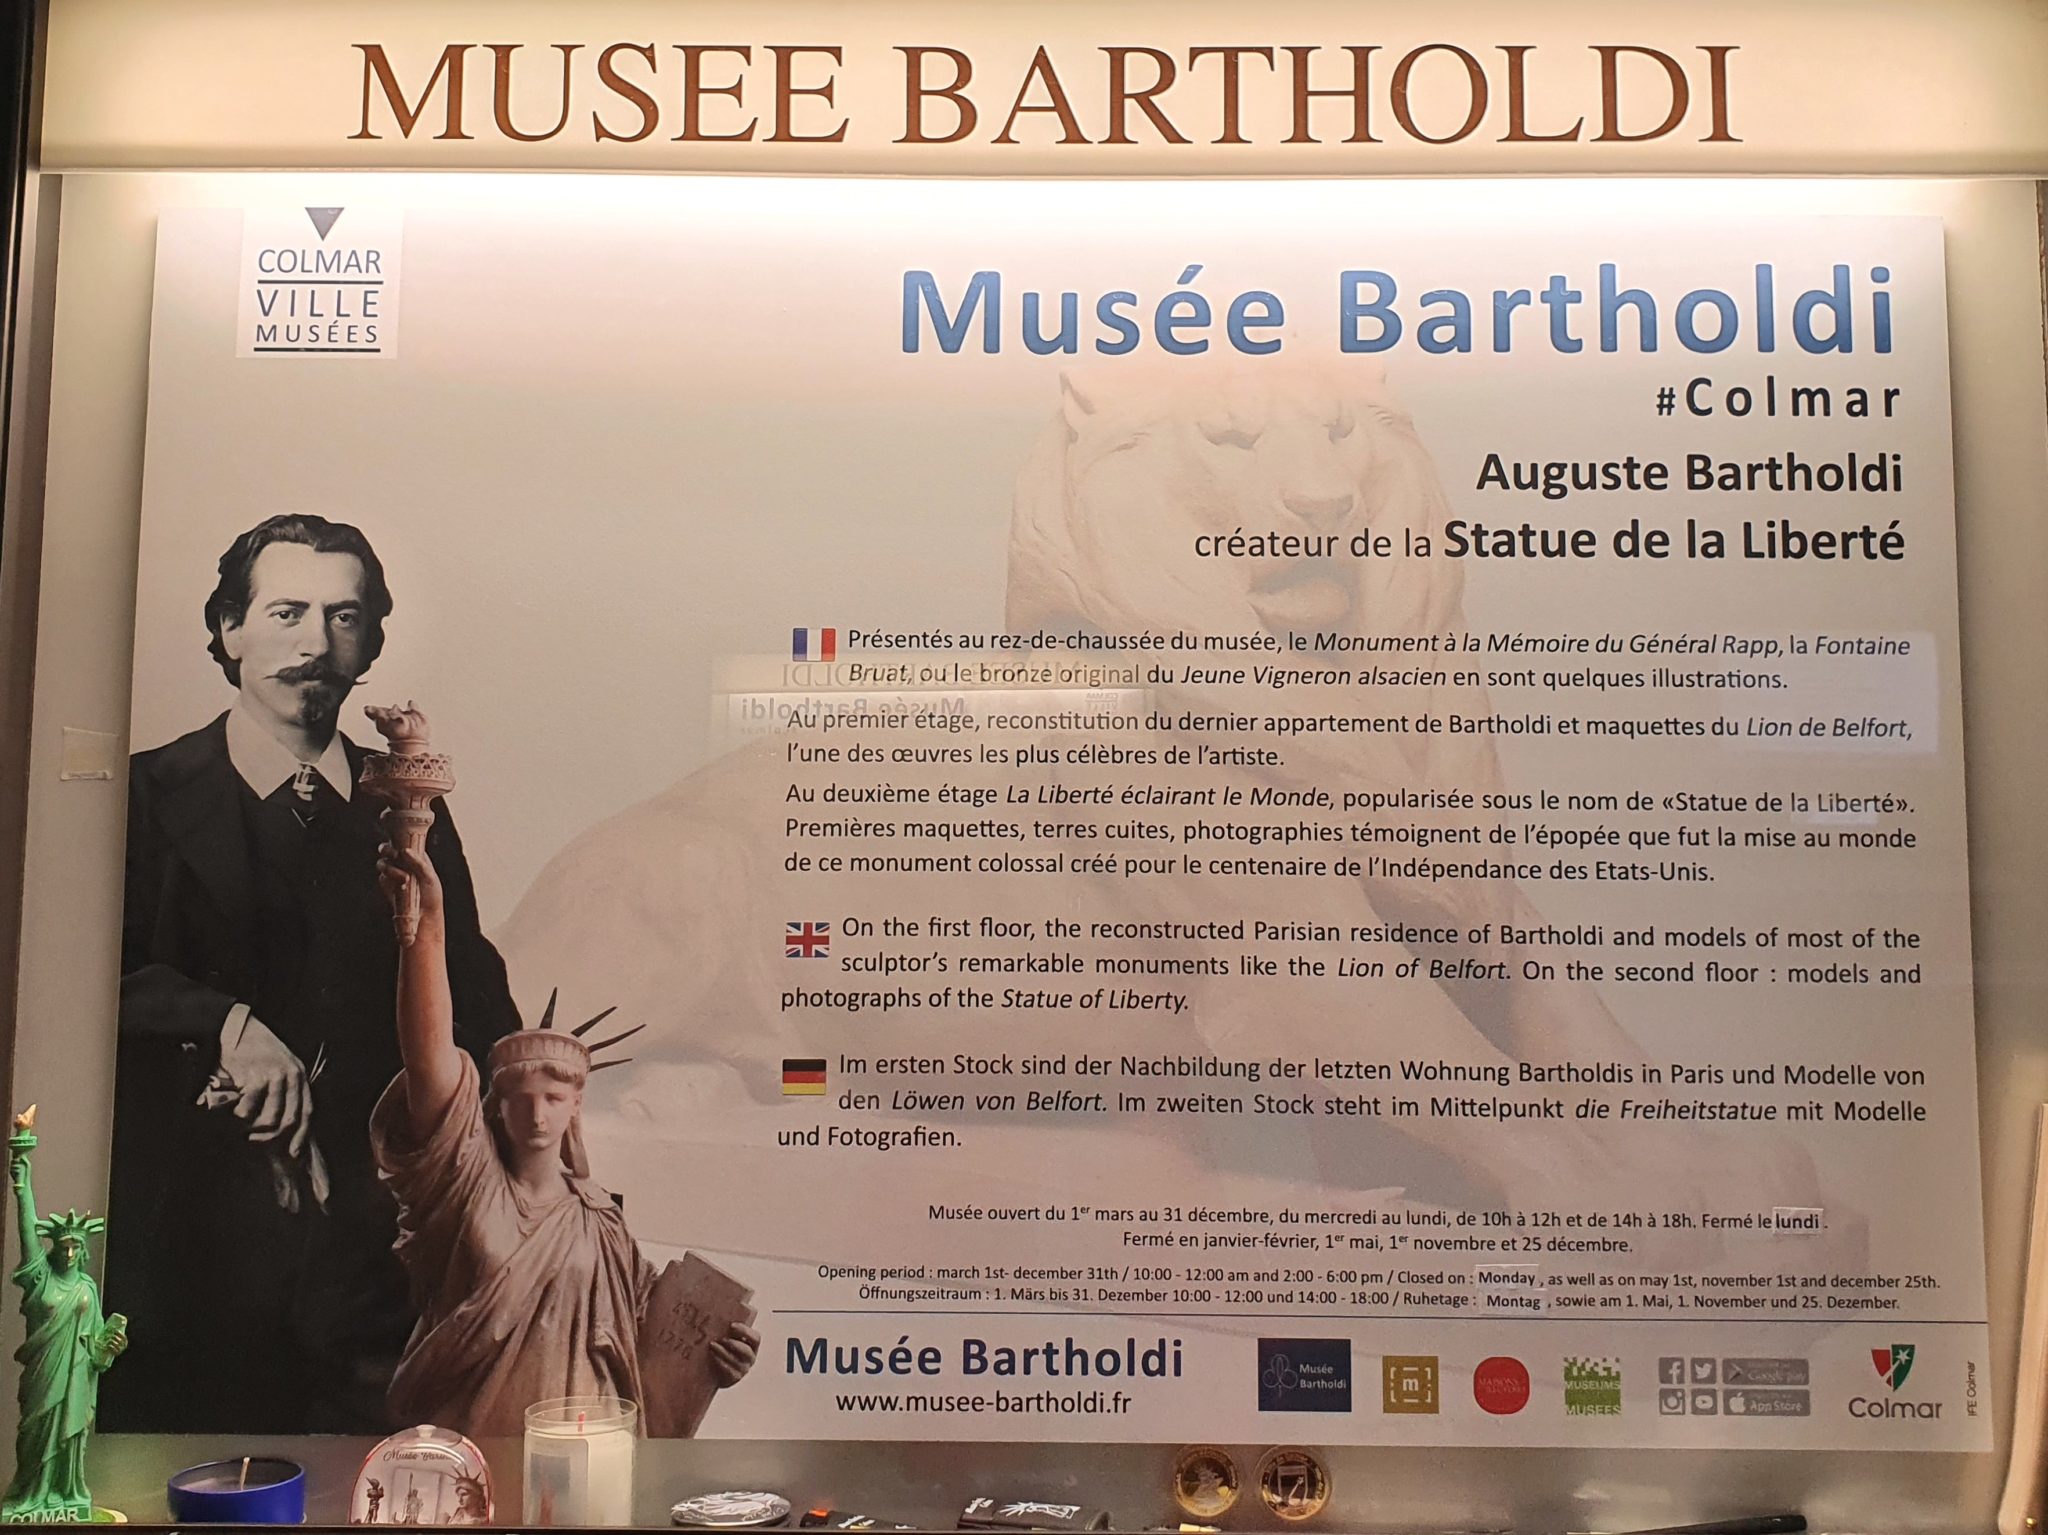 MUSEE BARTHOLDI
COLMAR
VILLE
MUSÉES
Musée Bartholdi
#Colmar
Auguste Bartholdi
créateur de la Statue de la Liberté
Présentés au rez-de-chaussée du musée, le Monument à la Mémoire du Général Rapp, la Fontaine
Bruat, ou le bronze original du Jeune Vigneron alsacien en sont quelques illustrations.
Au premier étage, reconstitution du dernier appartement de Bartholdi et maquettes du Lion de Belfort,
l'une des œuvres les plus célèbres de l'artiste.
Au deuxième étage La Liberté éclairant le Monde, popularisée sous le nom de «Statue de la Liberté».
Premières maquettes, terres cuites, photographies témoignent de l'épopée que fut la mise au monde
de ce monument colossal créé pour le centenaire de l'Indépendance des Etats-Unis.
On the first floor, the reconstructed Parisian residence of Bartholdi and models of most of the
sculptor's remarkable monuments like the Lion of Belfort. On the second floor : models and
photographs of the Statue of Liberty.
Im ersten Stock sind der Nachbildung der letzten Wohnung Bartholdis in Paris und Modelle von
den Löwen von Belfort. Im zweiten Stock steht im Mittelpunkt die Freiheitstatue mit Modelle
und Fotografien.
Musée ouvert du 1er mars au 31 décembre, du mercredi au lundi, de 10h à 12h et de 14h à 18h. Fermé le lundi.
Fermé en janvier-février, 1er mai, 1er novembre et 25 décembre.
Opening period : march 1st- december 31th / 10:00 - 12:00 am and 2:00 - 6:00 pm / Closed on : Monday, as well as on may 1st, november 1st and december 25th.
Öffnungszeitraum : 1. Märs bis 31. Dezember 10:00 - 12:00 und 14:00 - 18:00 / Ruhetage : Montag, sowie am 1. Mai, 1. November und 25. Dezember.
Musée Bartholdi
www.musee-bartholdi.fr
Musée
Bartholdi
m
MUSEUMS
MUSEES
Google play
App Store
Colmar
IFE Colmar
COLMAR